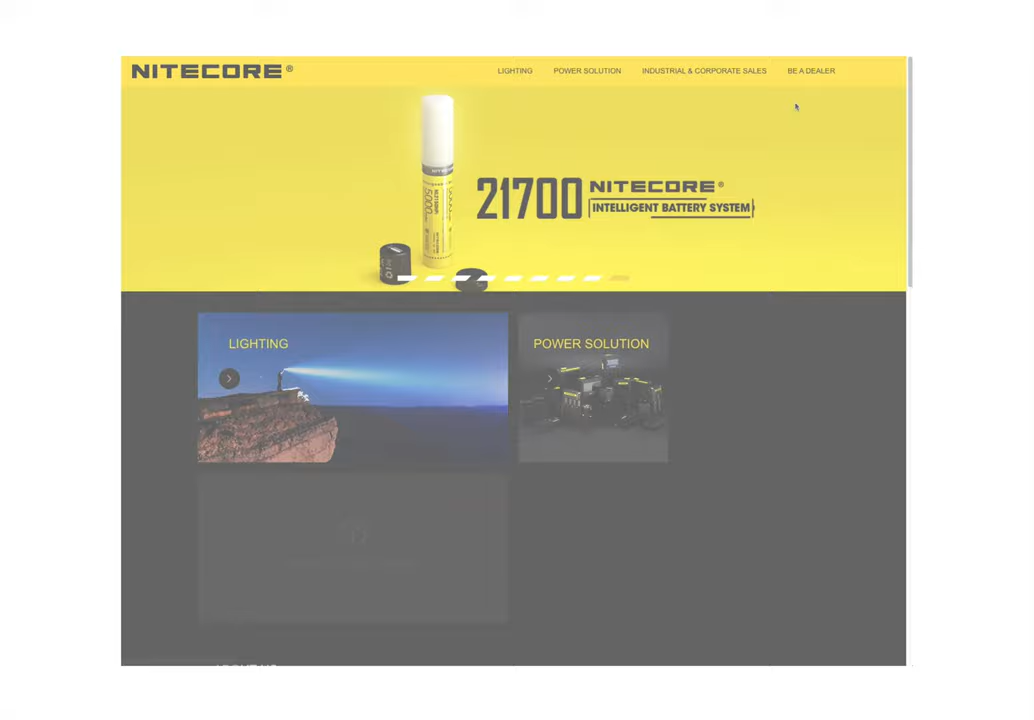 NITECORE®
LIGHTING POWER SOLUTION INDUSTRIAL & CORPORATE SALES BE A DEALER
21700 NITECORE®
INTELLIGENT BATTERY SYSTEM
LIGHTING
POWER SOLUTION